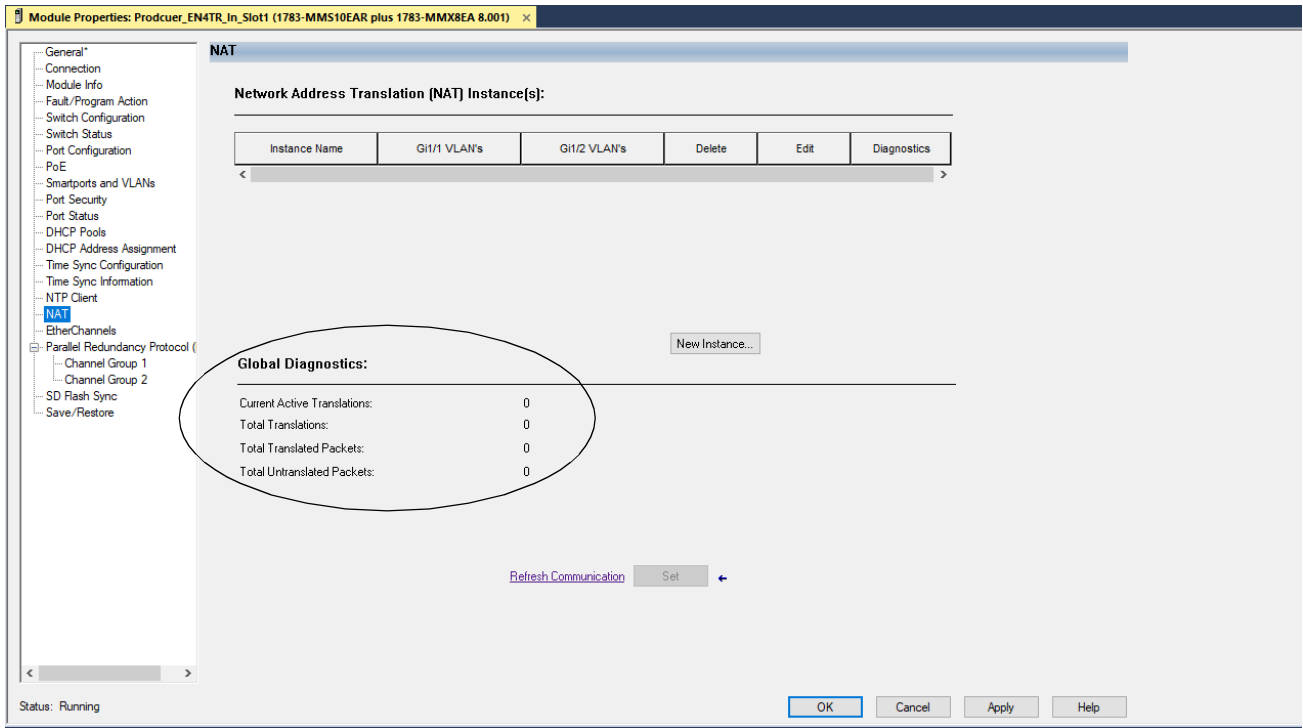 Module Properties: Prodcuer_EN4TR_In_Slot1 (1783-MMS10EAR plus 1783-MMX8EA 8.001) ×
General*
Connection
Module Info
Fault/Program Action
Switch Configuration
Switch Status
Port Configuration
PoE
Smartports and VLANs
Port Security
Port Status
DHCP Pools
DHCP Address Assignment
Time Sync Configuration
Time Sync Information
NTP Client
NAT
EtherChannels
Parallel Redundancy Protocol (
Channel Group 1
Channel Group 2
SD Flash Sync
Save/Restore
NAT
Network Address Translation (NAT) Instance(s):
Instance Name Gi1/1 VLAN's Gi1/2 VLAN's Delete Edit Diagnostics
New Instance...
Global Diagnostics:
Current Active Translations: 0
Total Translations: 0
Total Translated Packets: 0
Total Untranslated Packets: 0
Refresh Communication Set
Status: Running
OK Cancel Apply Help